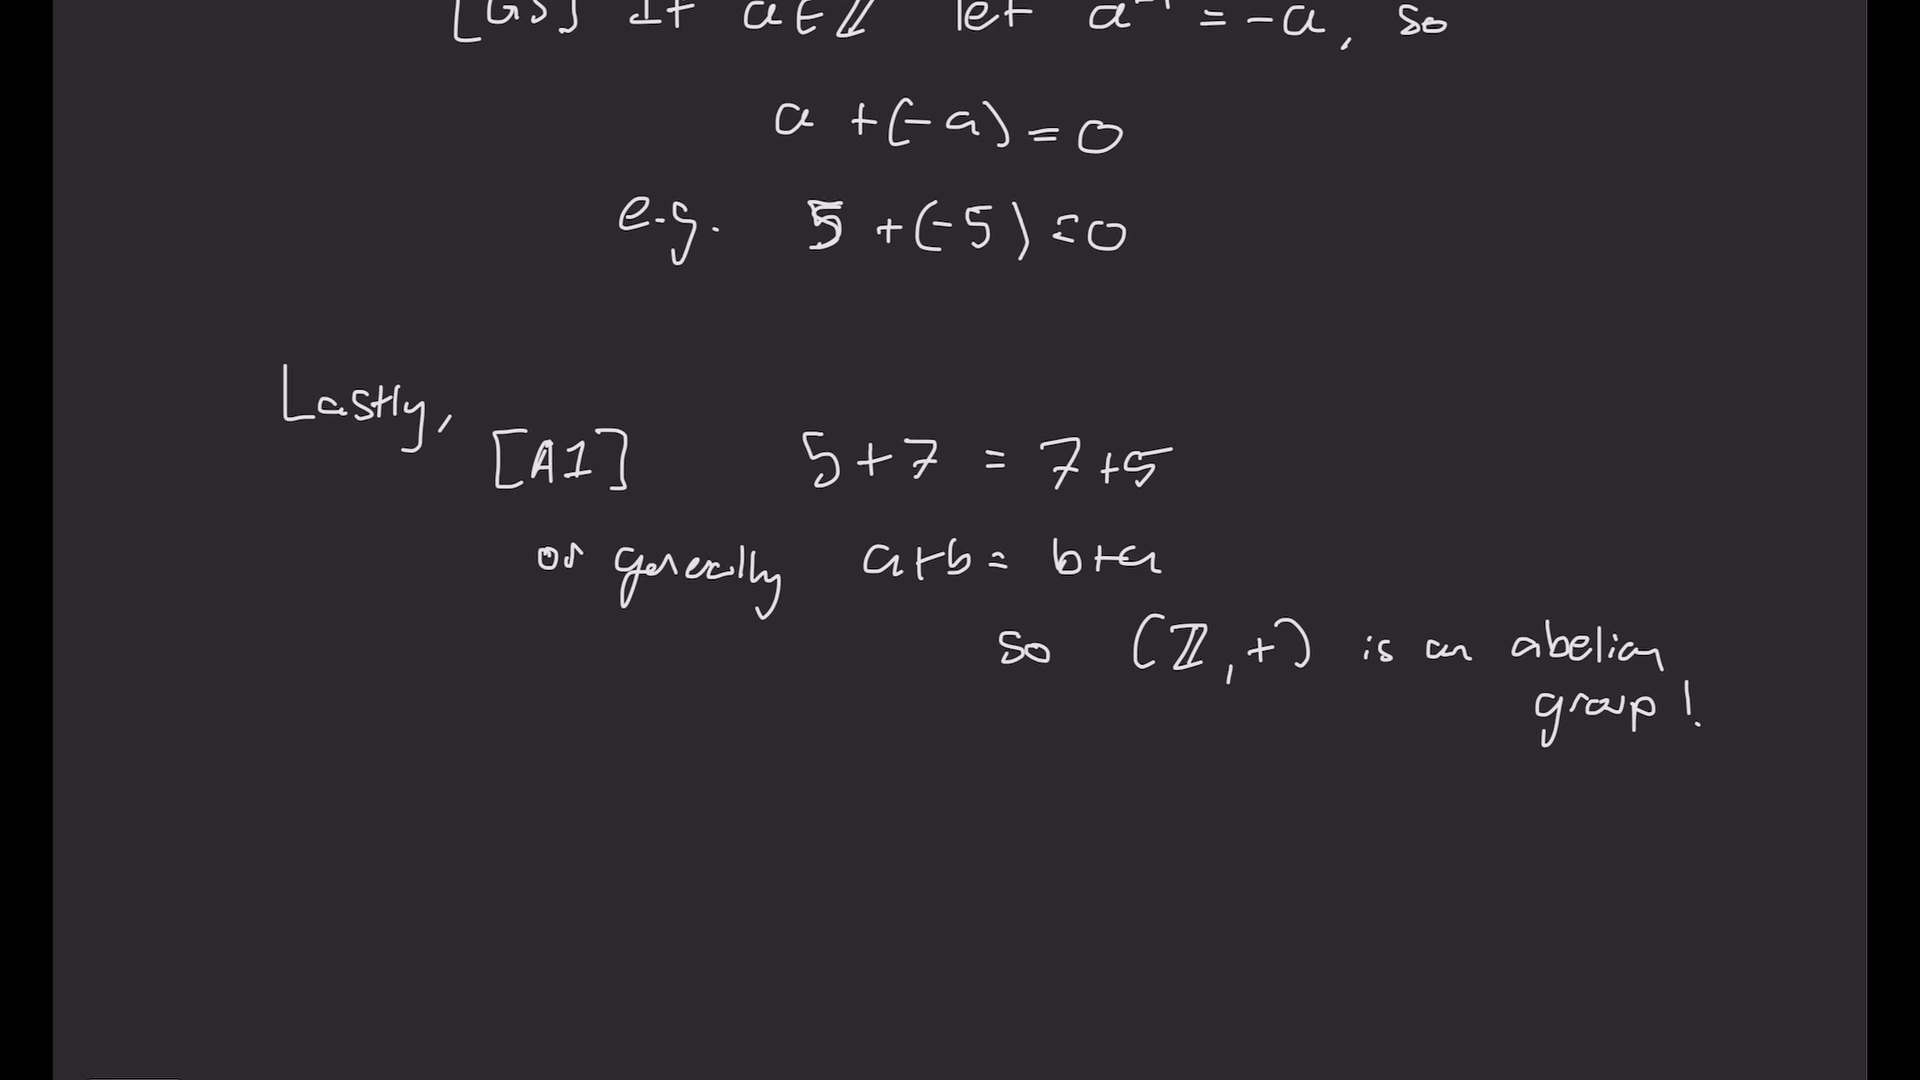 [G3] If a ∈ ℤ let a⁻¹ = -a, so
a + (-a) = 0
e.g. 5 + (-5) = 0
Lastly,
[A1] 5 + 7 = 7 + 5
or generally a + b = b + a
so (ℤ, +) is an abelian
group!